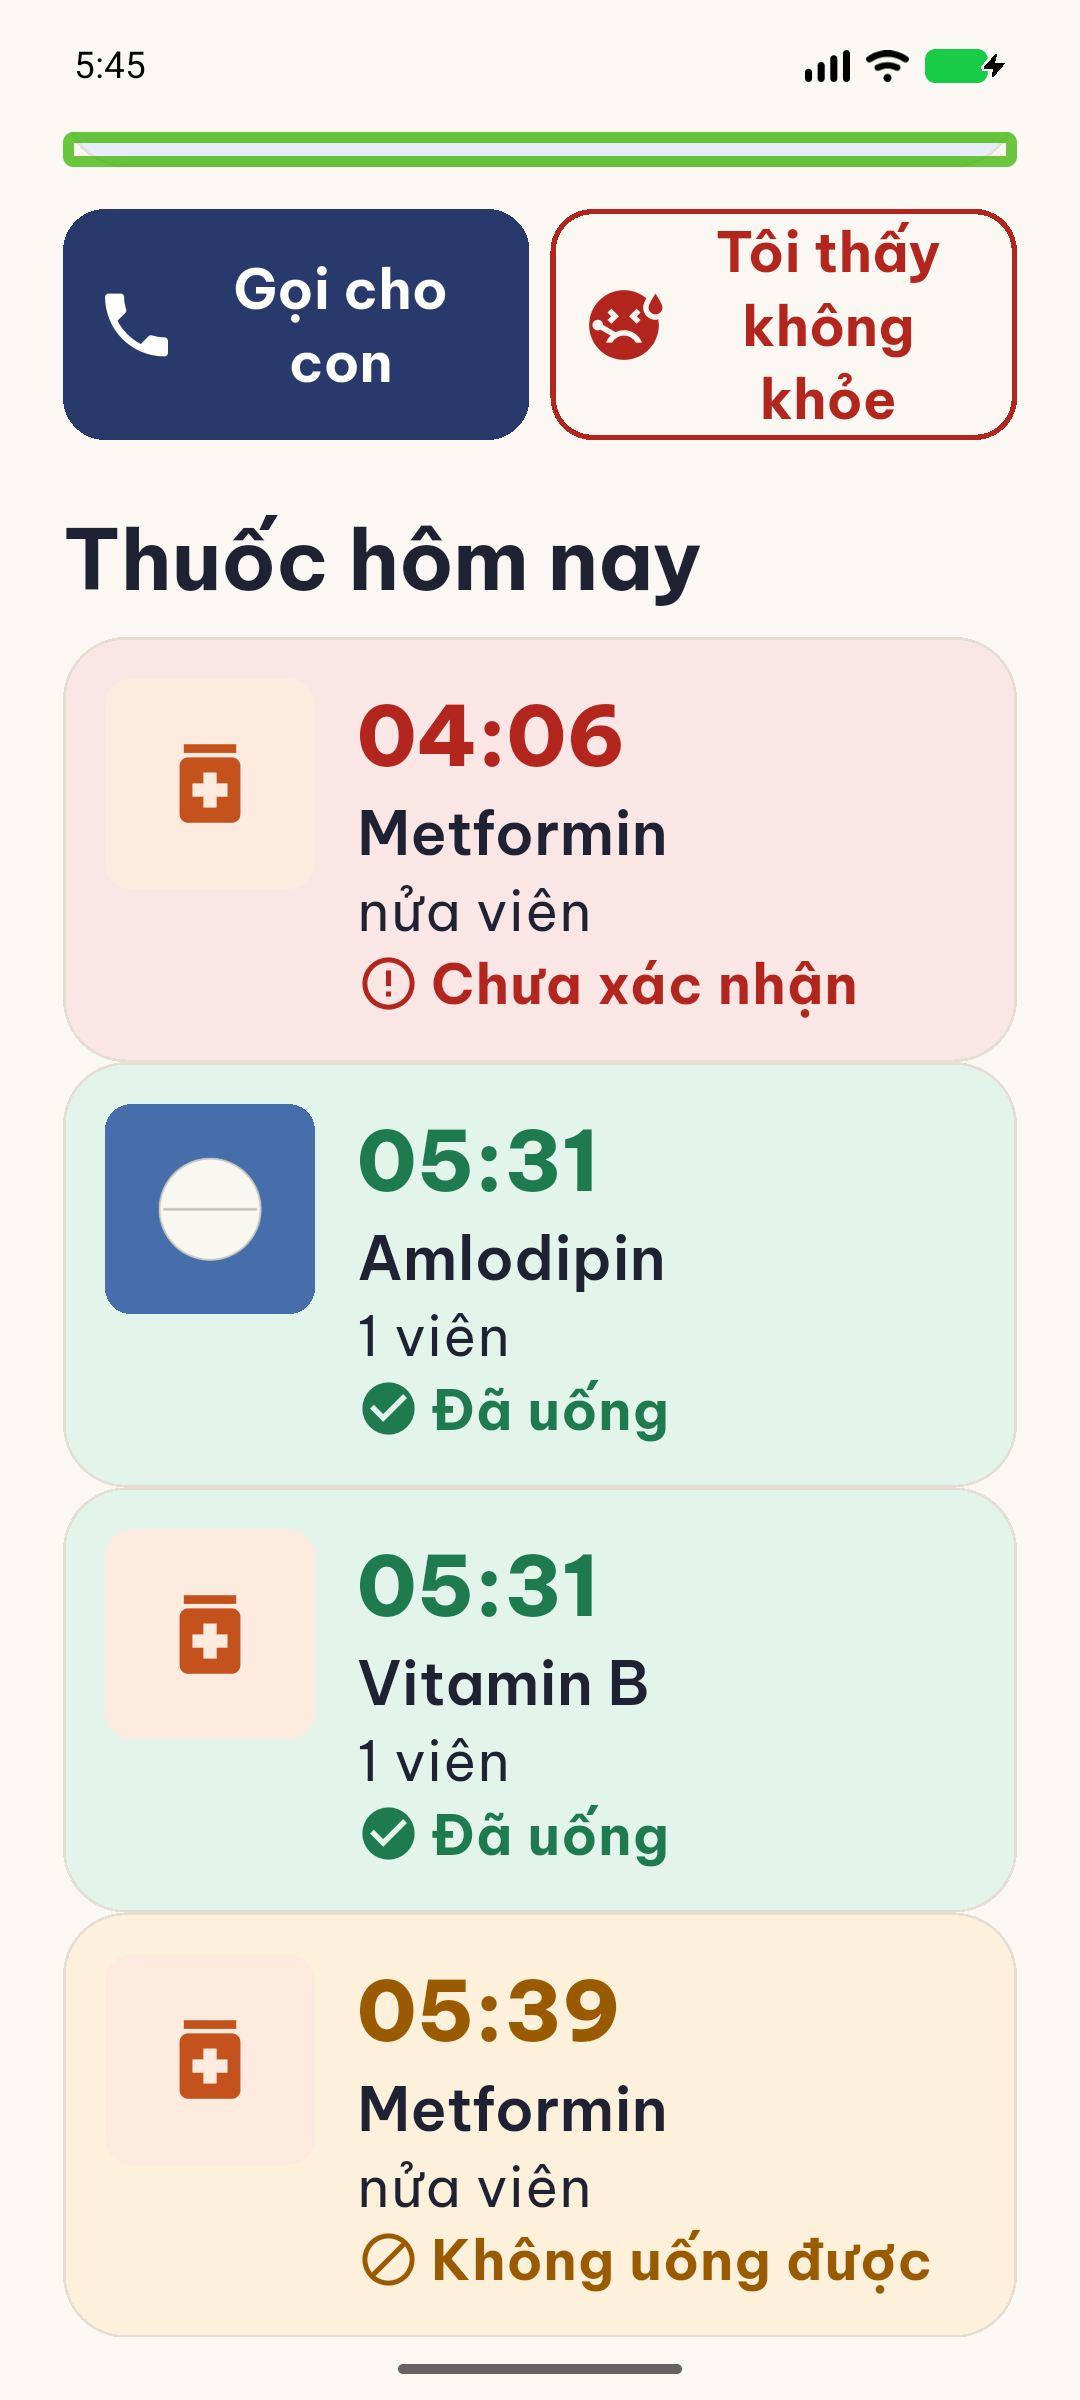 5:45
Gọi cho
con
Tôi thấy
không
khỏe
Thuốc hôm nay
04:06
Metformin
nửa viên
Chưa xác nhận
05:31
Amlodipin
1 viên
Đã uống
05:31
Vitamin B
1 viên
Đã uống
05:39
Metformin
nửa viên
Không uống được